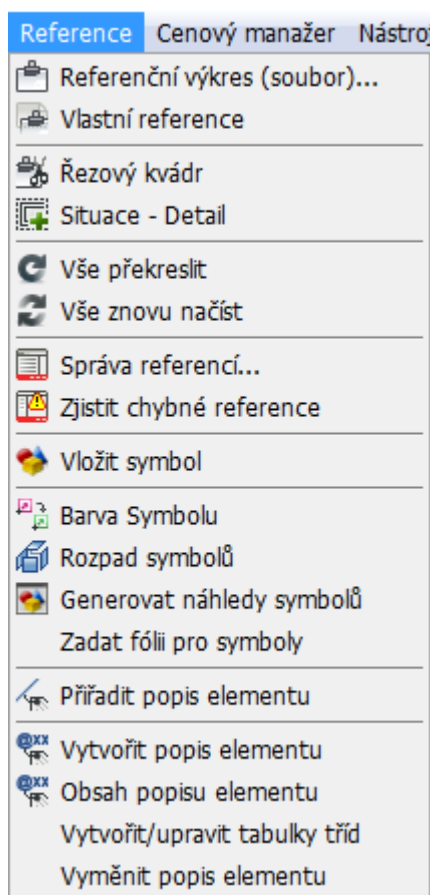 Reference Cenový manažer Nástroj
Referenční výkres (soubor)...
Vlastní reference
Řezový kvádr
Situace - Detail
Vše překreslit
Vše znovu načíst
Správa referencí...
Zjistit chybné reference
Vložit symbol
Barva Symbolu
Rozpad symbolů
Generovat náhledy symbolů
Zadat fólii pro symboly
Přiřadit popis elementu
@xx
Vytvořit popis elementu
@xx
Obsah popisu elementu
Vytvořit/upravit tabulky tříd
Vyměnit popis elementu